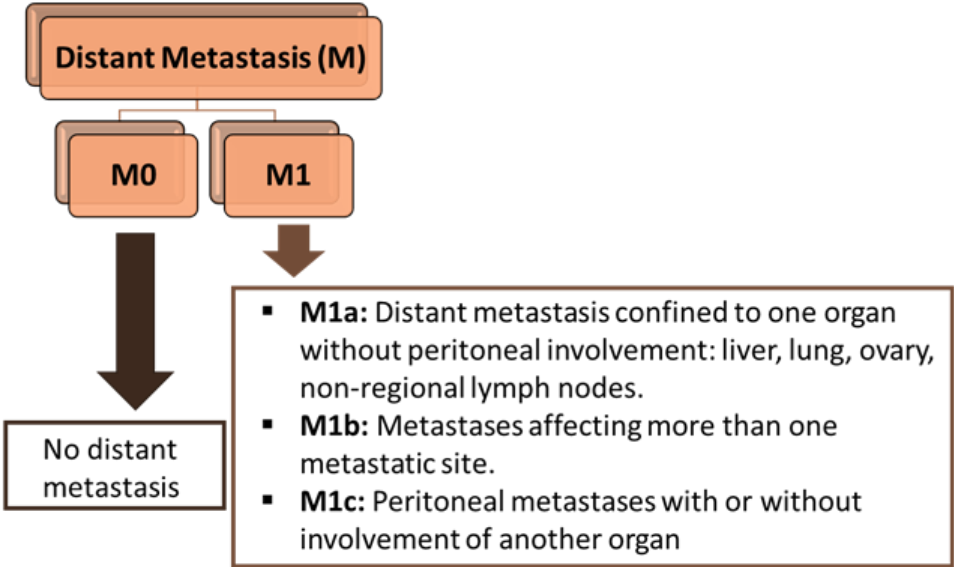 Distant Metastasis (M)
M0
M1
No distant
metastasis
▪ M1a: Distant metastasis confined to one organ
without peritoneal involvement: liver, lung, ovary,
non-regional lymph nodes.
▪ M1b: Metastases affecting more than one
metastatic site.
▪ M1c: Peritoneal metastases with or without
involvement of another organ